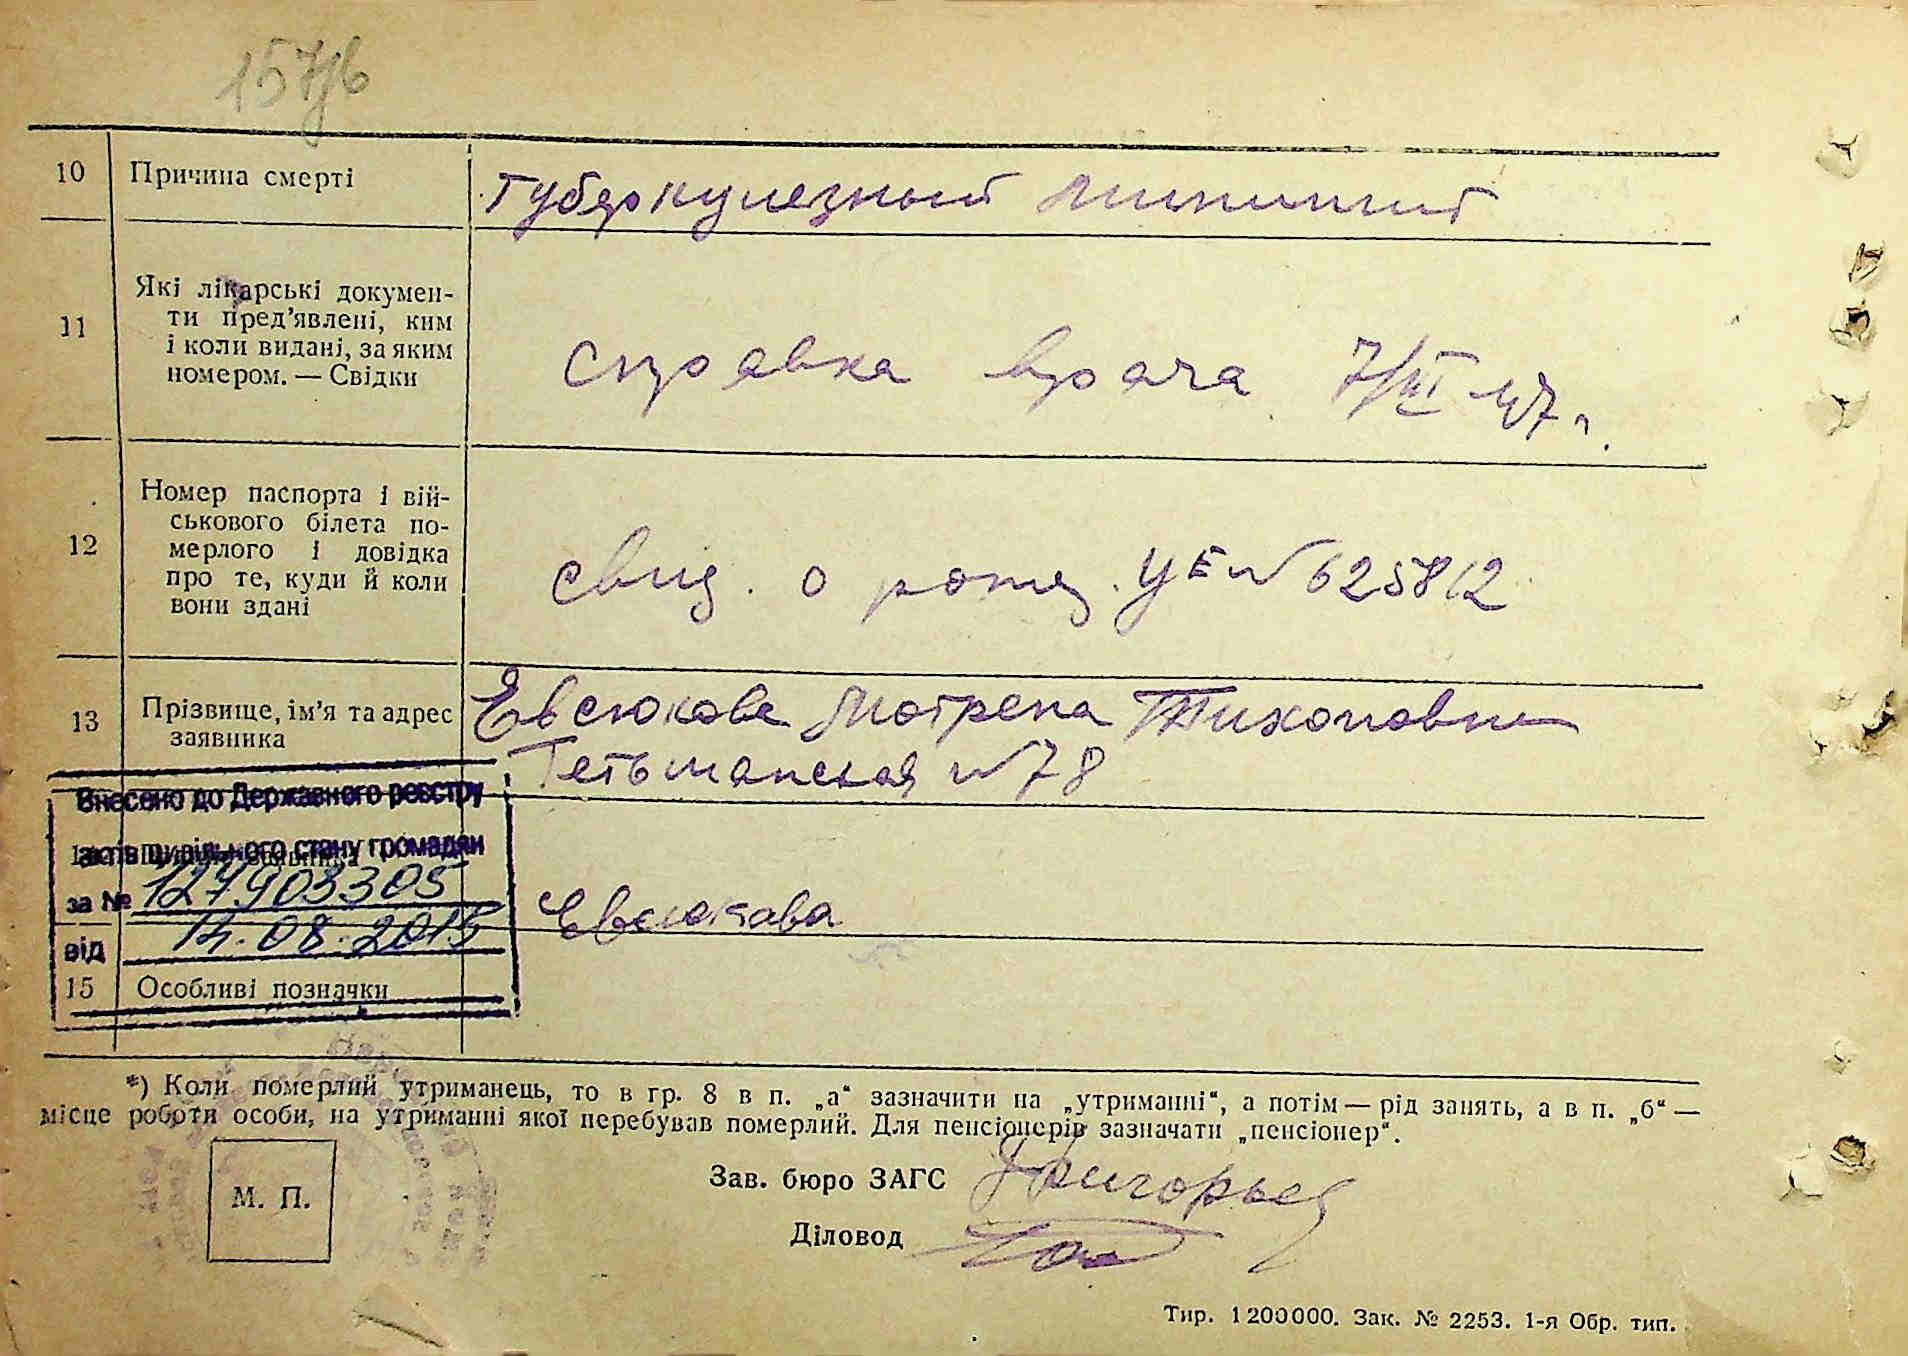 157/6
10 Причина смерті Туберкулезный менингит
11 Які лікарські докумен-
ти пред'явлені, ким
і коли видані, за яким
номером. — Свідки
Справка врача 7/VI 47 г.
12 Номер паспорта і вій-
ськового білета по-
мерлого і довідка
про те, куди й коли
вони здані
свид. о рожд. УЕ № 625812
13 Прізвище, ім'я та адрес
заявника
Евсюкова Мотрена Тихоновна
Гетьманская № 78
Внесено до Державного реєстру
актів цивільного стану громадян
за № 127903305
від 08.2015
Евсюкова
15 Особливі позначки
*) Коли померлий утриманець, то в гр. 8 в п. „а“ зазначити на „утриманні“, а потім — рід занять, а в п. „б“ —
місце роботи особи, на утриманні якої перебував померлий. Для пенсіонерів зазначати „пенсіонер“.
М. П.
Зав. бюро ЗАГС
Діловод
Тир. 1200000. Зак. № 2253. 1-я Обр. тип.